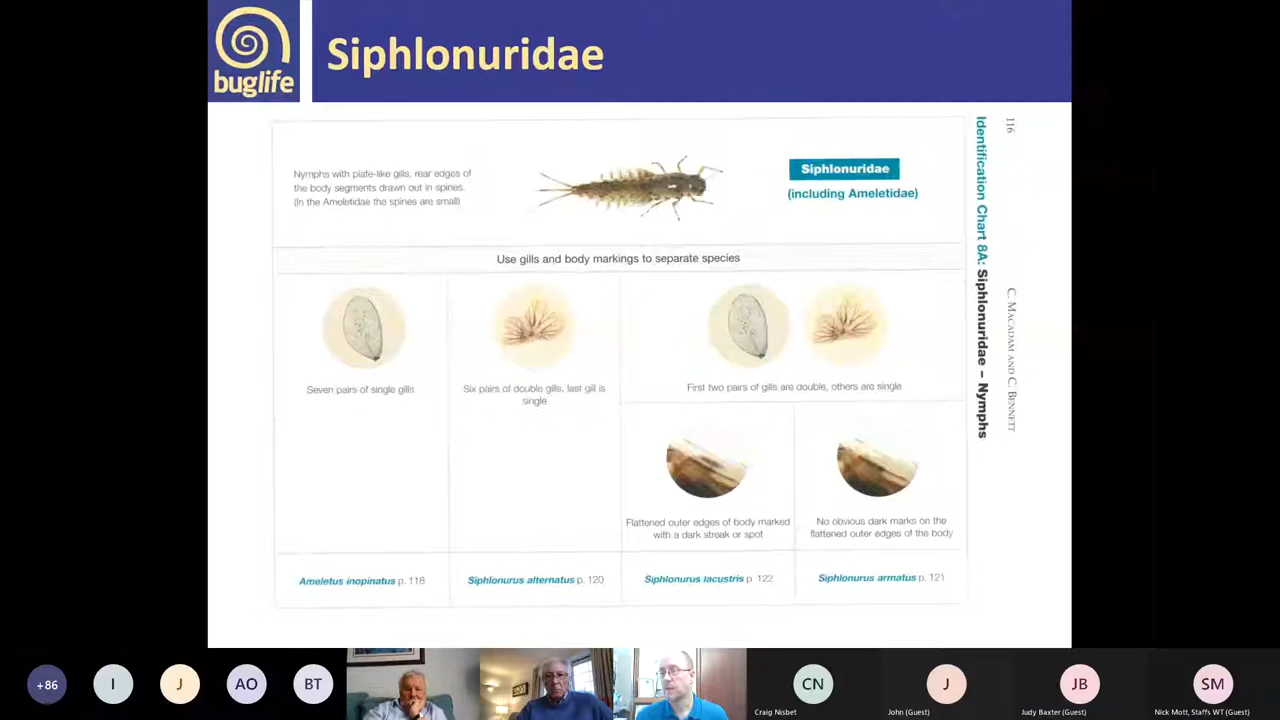 buglife
Siphlonuridae
Nymphs with plate-like gills, rear edges of
the body segments drawn out in spines.
(In the Ameletidae the spines are small)
Siphlonuridae
(including Ameletidae)
Use gills and body markings to separate species
Seven pairs of single gills
Six pairs of double gills, last gill is
single
First two pairs of gills are double, others are single
Flattened outer edges of body marked
with a dark streak or spot
No obvious dark marks on the
flattened outer edges of the body
Ameletus inopinatus p. 118
Siphlonurus alternatus p. 120
Siphlonurus lacustris p 122
Siphlonurus armatus p. 121
Identification Chart 8A: Siphlonuridae – Nymphs
116
C. Macadam and C. Bennett
+86
I
J
AO
BT
CN
Craig Nisbet
J
John (Guest)
JB
Judy Baxter (Guest)
SM
Nick Mott, Staffs WT (Guest)